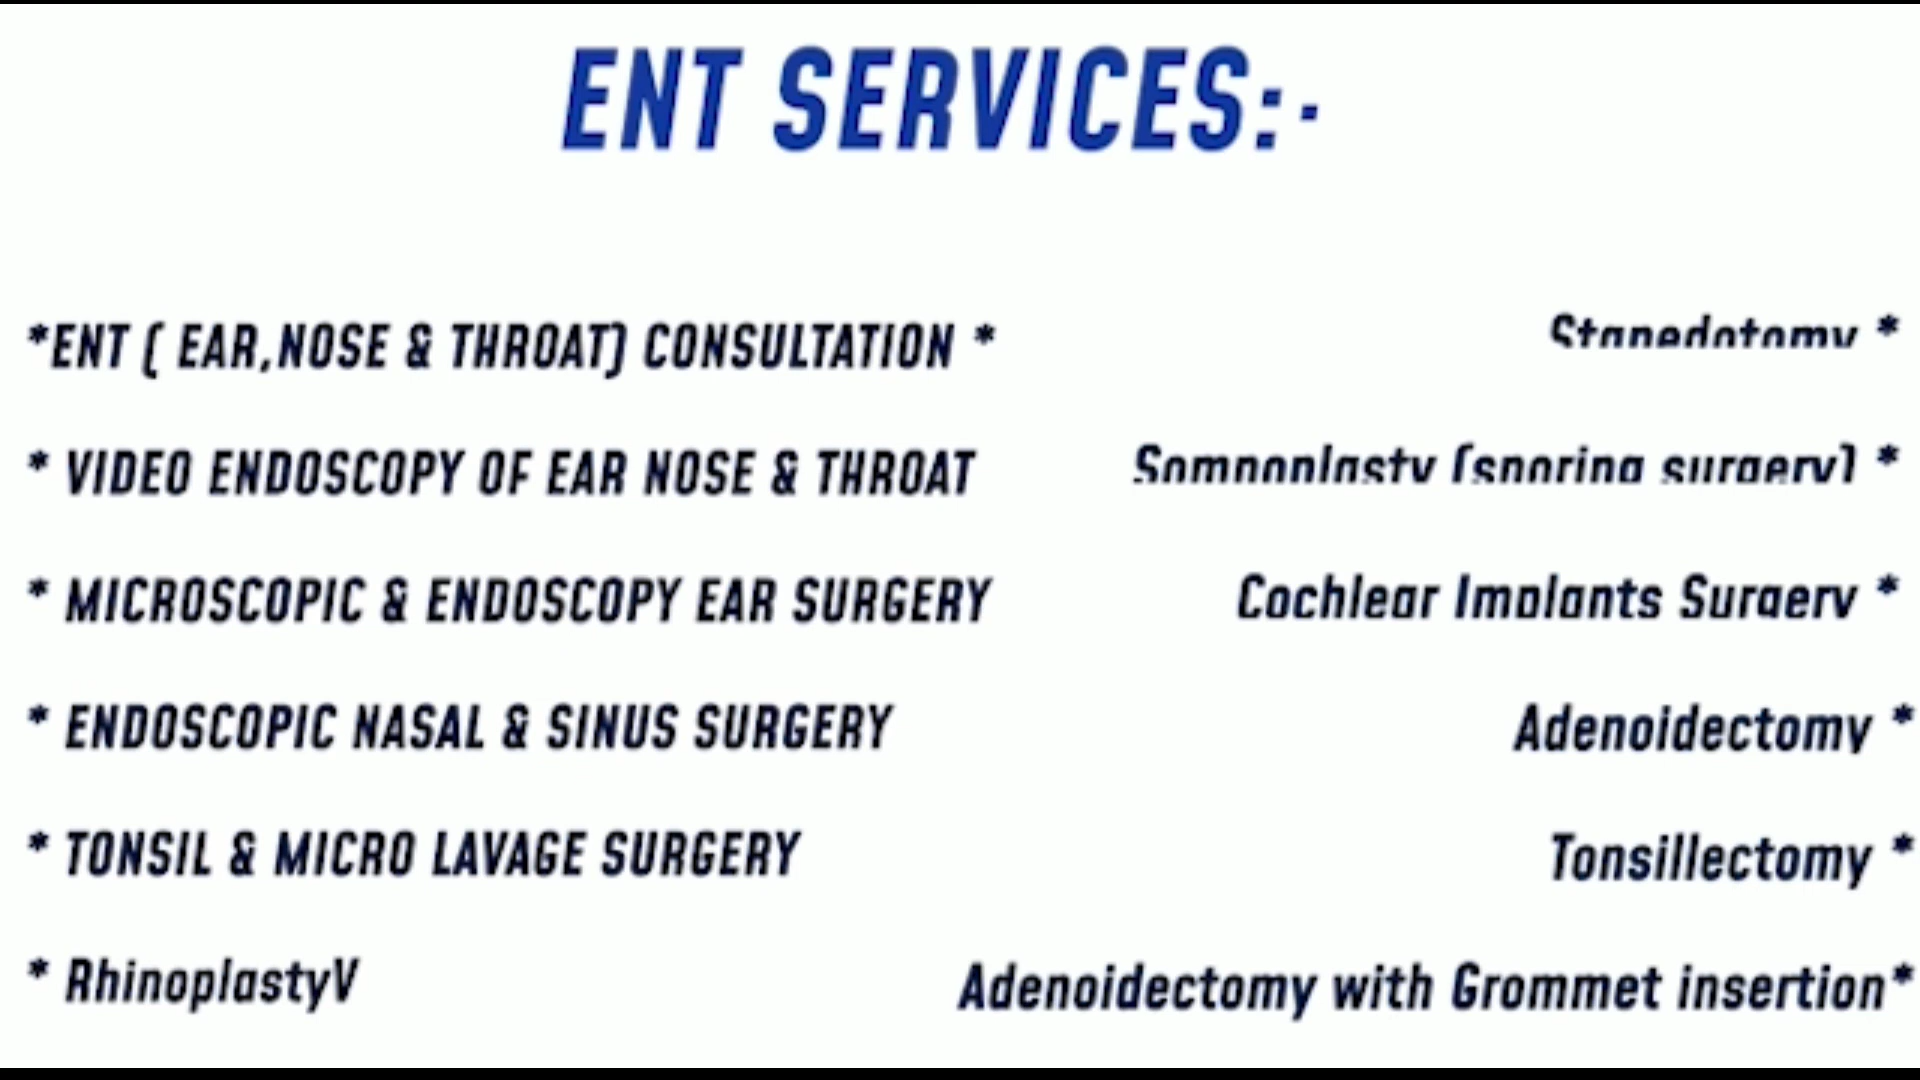 ENT SERVICES:-
*ENT ( EAR,NOSE & THROAT) CONSULTATION *
* VIDEO ENDOSCOPY OF EAR NOSE & THROAT
* MICROSCOPIC & ENDOSCOPY EAR SURGERY
* ENDOSCOPIC NASAL & SINUS SURGERY
* TONSIL & MICRO LAVAGE SURGERY
* RhinoplastyV
Stapedotomy *
Somnoplasty (snoring surgery) *
Cochlear Implants Surgery *
Adenoidectomy *
Tonsillectomy *
Adenoidectomy with Grommet insertion*